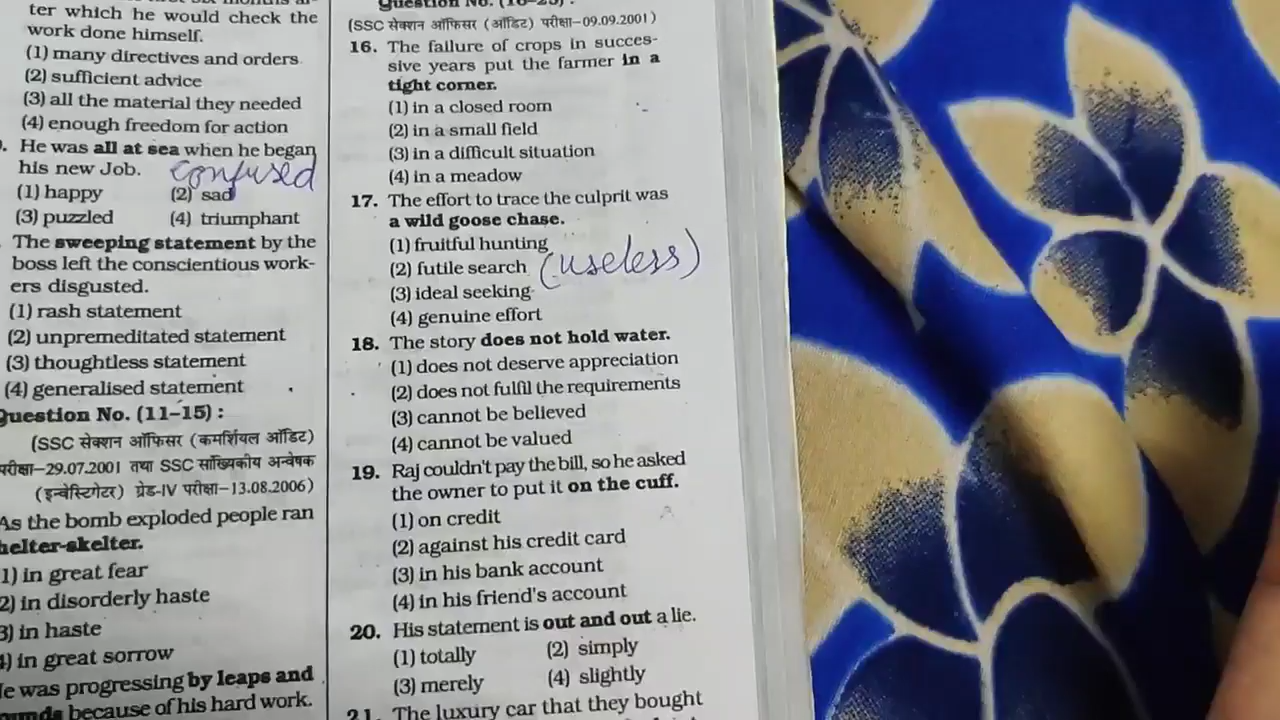 ter which he would check the
work done himself.
(1) many directives and orders
(2) sufficient advice
(3) all the material they needed
(4) enough freedom for action
He was all at sea when he began
his new Job. confused
(1) happy (2) sad
(3) puzzled (4) triumphant
The sweeping statement by the
boss left the conscientious work-
ers disgusted.
(1) rash statement
(2) unpremeditated statement
(3) thoughtless statement
(4) generalised statement
Question No. (11–15) :
(SSC सेक्शन ऑफिसर (कमर्शियल ऑडिट)
परीक्षा–29.07.2001 तथा SSC सांख्यिकीय अन्वेषक
(इन्वेस्टिगेटर) ग्रेड-IV परीक्षा–13.08.2006)
As the bomb exploded people ran
helter-skelter.
1) in great fear
2) in disorderly haste
3) in haste
4) in great sorrow
He was progressing by leaps and
ounds because of his hard work.
Question No. (16–25) :
(SSC सेक्शन ऑफिसर (ऑडिट) परीक्षा–09.09.2001)
16. The failure of crops in succes-
sive years put the farmer in a
tight corner.
(1) in a closed room
(2) in a small field
(3) in a difficult situation
(4) in a meadow
17. The effort to trace the culprit was
a wild goose chase.
(1) fruitful hunting
(2) futile search (useless)
(3) ideal seeking
(4) genuine effort
18. The story does not hold water.
(1) does not deserve appreciation
(2) does not fulfil the requirements
(3) cannot be believed
(4) cannot be valued
19. Raj couldn't pay the bill, so he asked
the owner to put it on the cuff.
(1) on credit
(2) against his credit card
(3) in his bank account
(4) in his friend's account
20. His statement is out and out a lie.
(1) totally (2) simply
(3) merely (4) slightly
21. The luxury car that they bought